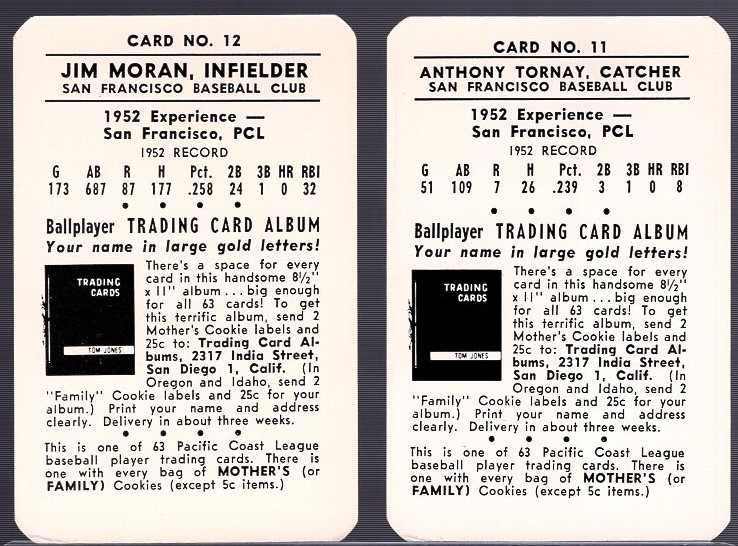 CARD NO. 12
JIM MORAN, INFIELDER
SAN FRANCISCO BASEBALL CLUB
1952 Experience —
San Francisco, PCL
1952 RECORD
G AB R H Pct. 2B 3B HR RBI
173 687 87 177 .258 24 1 0 32
Ballplayer TRADING CARD ALBUM
Your name in large gold letters!
TRADING
CARDS
TOM JONES
There's a space for every
card in this handsome 8½"
x 11" album . . . big enough
for all 63 cards! To get
this terrific album, send 2
Mother's Cookie labels and
25c to: Trading Card Al-
bums, 2317 India Street,
San Diego 1, Calif. (In
Oregon and Idaho, send 2
"Family" Cookie labels and 25c for your
album.) Print your name and address
clearly. Delivery in about three weeks.
This is one of 63 Pacific Coast League
baseball player trading cards. There is
one with every bag of MOTHER'S (or
FAMILY) Cookies (except 5c items.)
CARD NO. 11
ANTHONY TORNAY, CATCHER
SAN FRANCISCO BASEBALL CLUB
1952 Experience —
San Francisco, PCL
1952 RECORD
G AB R H Pct. 2B 3B HR RBI
51 109 7 26 .239 3 1 0 8
Ballplayer TRADING CARD ALBUM
Your name in large gold letters!
TRADING
CARDS
TOM JONES
There's a space for every
card in this handsome 8½"
x 11" album . . . big enough
for all 63 cards! To get
this terrific album, send 2
Mother's Cookie labels and
25c to: Trading Card Al-
bums, 2317 India Street,
San Diego 1, Calif. (In
Oregon and Idaho, send 2
"Family" Cookie labels and 25c for your
album.) Print your name and address
clearly. Delivery in about three weeks.
This is one of 63 Pacific Coast League
baseball player trading cards. There is
one with every bag of MOTHER'S (or
FAMILY) Cookies (except 5c items.)